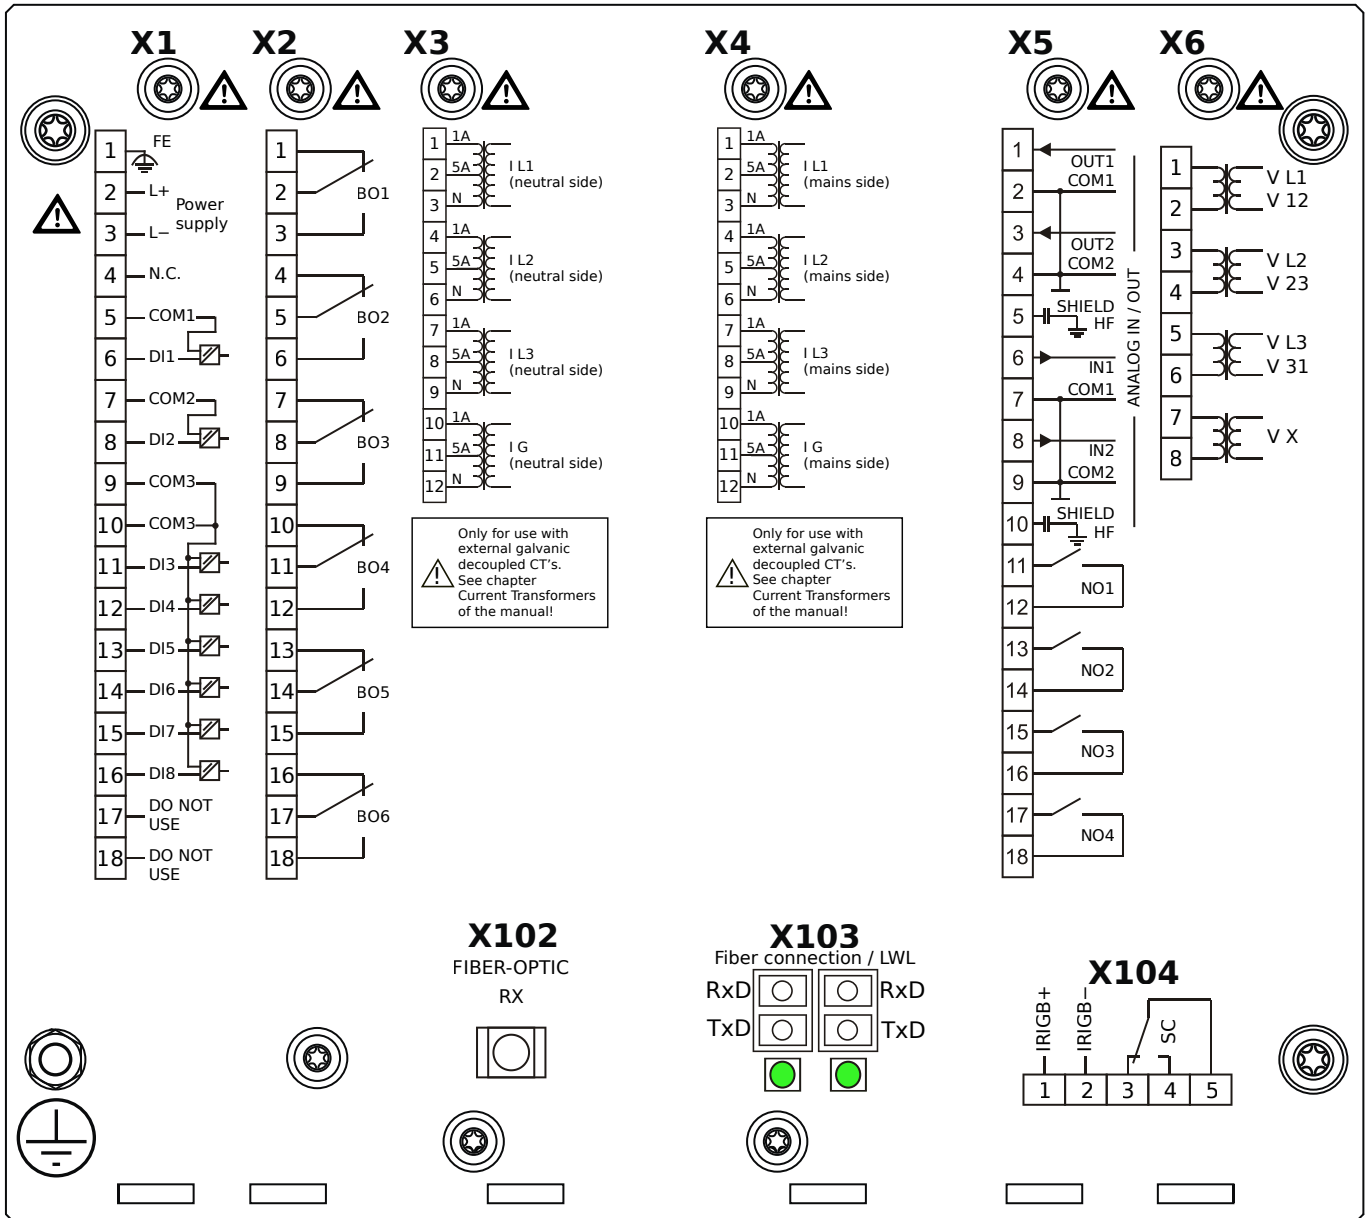 X1
X2
X3
X4
X5
X6
1
FE
2
L+
Power
supply
3
L−
4
N.C.
5
COM1
6
DI1
7
COM2
8
DI2
9
COM3
10
COM3
11
DI3
12
DI4
13
DI5
14
DI6
15
DI7
16
DI8
17
DO NOT
USE
18
DO NOT
USE
1
2
BO1
3
4
5
BO2
6
7
8
BO3
9
10
11
BO4
12
13
14
BO5
15
16
17
BO6
18
1
1A
2
5A
I L1
(neutral side)
3
N
4
1A
5
5A
I L2
(neutral side)
6
N
7
1A
8
5A
I L3
(neutral side)
9
N
10
1A
11
5A
I G
(neutral side)
12
N
Only for use with
external galvanic
decoupled CT’s.
See chapter
Current Transformers
of the manual!
1
1A
2
5A
I L1
(mains side)
3
N
4
1A
5
5A
I L2
(mains side)
6
N
7
1A
8
5A
I L3
(mains side)
9
N
10
1A
11
5A
I G
(mains side)
12
N
Only for use with
external galvanic
decoupled CT’s.
See chapter
Current Transformers
of the manual!
1
OUT1
2
COM1
3
OUT2
4
COM2
5
SHIELD
HF
6
IN1
7
COM1
8
IN2
9
COM2
10
SHIELD
HF
ANALOG IN / OUT
11
NO1
12
13
NO2
14
15
NO3
16
17
NO4
18
1
V L1
2
V 12
3
V L2
4
V 23
5
V L3
6
V 31
7
V X
8
X102
FIBER-OPTIC
RX
X103
Fiber connection / LWL
RxD
RxD
TxD
TxD
X104
IRIGB+
IRIGB−
SC
1
2
3
4
5